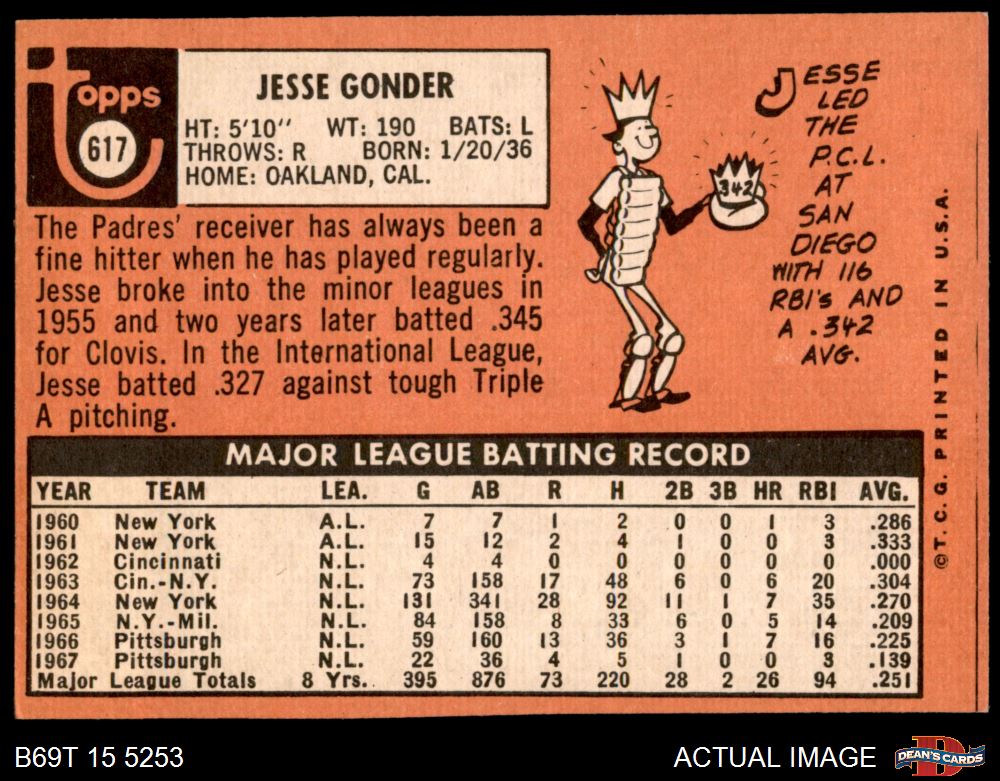 Topps
617
JESSE GONDER
HT: 5'10" WT: 190 BATS: L
THROWS: R BORN: 1/20/36
HOME: OAKLAND, CAL.
The Padres' receiver has always been a
fine hitter when he has played regularly.
Jesse broke into the minor leagues in
1955 and two years later batted .345
for Clovis. In the International League,
Jesse batted .327 against tough Triple
A pitching.
342
JESSE
LED
THE
P.C.L.
AT
SAN
DIEGO
WITH 116
RBI's AND
A .342
AVG.
MAJOR LEAGUE BATTING RECORD
YEAR TEAM LEA. G AB R H 2B 3B HR RBI AVG.
1960 New York A.L. 7 7 1 2 0 0 1 3 .286
1961 New York A.L. 15 12 2 4 1 0 0 3 .333
1962 Cincinnati N.L. 4 4 0 0 0 0 0 0 .000
1963 Cin.-N.Y. N.L. 73 158 17 48 6 0 6 20 .304
1964 New York N.L. 131 341 28 92 11 1 7 35 .270
1965 N.Y.-Mil. N.L. 84 158 8 33 6 0 5 14 .209
1966 Pittsburgh N.L. 59 160 13 36 3 1 7 16 .225
1967 Pittsburgh N.L. 22 36 4 5 1 0 0 3 .139
Major League Totals 8 Yrs. 395 876 73 220 28 2 26 94 .251
©T. C. G. PRINTED IN U.S.A.
B69T 15 5253
ACTUAL IMAGE
DEAN'S CARDS